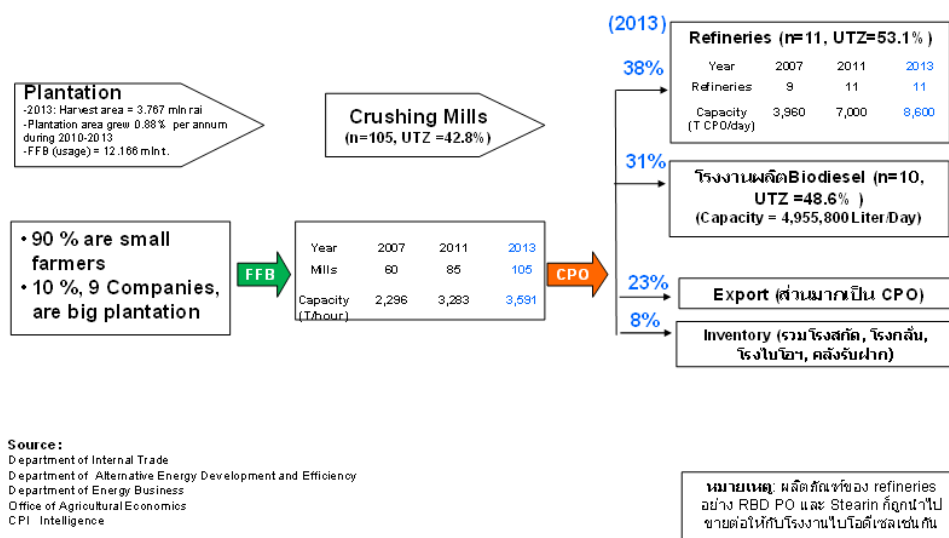 Plantation
-2013: Harvest area = 3.767 mln rai
-Plantation area grew 0.88% per annum
during 2010-2013
-FFB (usage) = 12.166 mln t.
• 90 % are small
farmers
• 10 %, 9 Companies,
are big plantation
FFB
Crushing Mills
(n=105, UTZ =42.8%)
Year 2007 2011 2013
Mills 60 85 105
Capacity 2,296 3,283 3,591
(T/hour)
CPO
(2013)
38%
Refineries (n=11, UTZ=53.1%)
Year 2007 2011 2013
Refineries 9 11 11
Capacity 3,960 7,000 8,600
(T CPO/day)
31%
โรงงานผลิตBiodiesel (n=10,
UTZ =48.6% )
(Capacity = 4,955,800 Liter/Day)
23%
Export (ส่วนมากเป็น CPO)
8%
Inventory (รวมโรงสกัด, โรงกลั่น,
โรงไบโอฯ, คลังรับฝาก)
Source:
Department of Internal Trade
Department of Alternative Energy Development and Efficiency
Department of Energy Business
Office of Agricultural Economics
CPI Intelligence
หมายเหตุ: ผลิตภัณฑ์ของ refineries
อย่าง RBD PO และ Stearin ก็ถูกนำไป
ขายต่อให้กับโรงงานไบโอดีเซลเช่นกัน